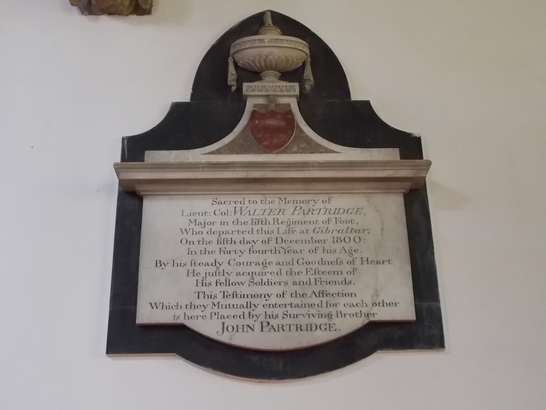 Sacred to the Memory of
Lieut: Col: WALTER PARTRIDGE,
Major in the fifth Regiment of Foot,
Who departed this Life at Gibraltar,
On the fifth day of December 1800:
In the Forty fourth Year of his Age.
By his steady Courage and Goodneſs of Heart
He juſtly acquired the Eſteem of
His fellow Soldiers and Friends.
This Teſtimony of the Affection
Which they Mutually entertained for each other
is here Placed by his Surviving Brother
JOHN PARTRIDGE.